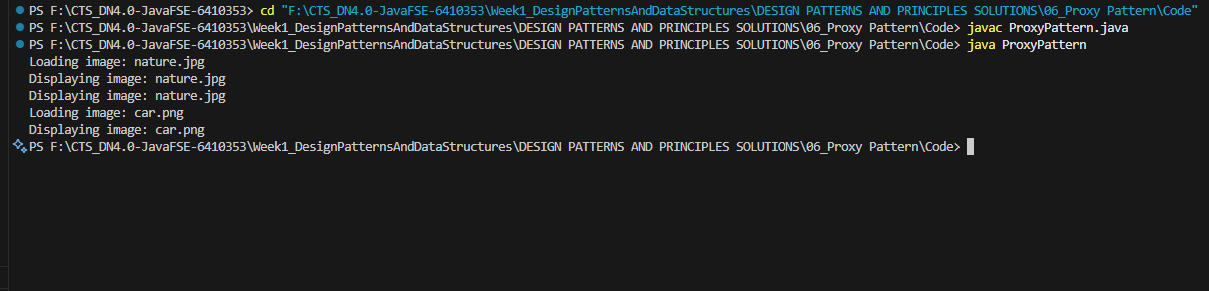 PS F:\CTS_DN4.0-JavaFSE-6410353> cd "F:\CTS_DN4.0-JavaFSE-6410353\Week1_DesignPatternsAndDataStructures\DESIGN PATTERNS AND PRINCIPLES SOLUTIONS\06_Proxy Pattern\Code"
PS F:\CTS_DN4.0-JavaFSE-6410353\Week1_DesignPatternsAndDataStructures\DESIGN PATTERNS AND PRINCIPLES SOLUTIONS\06_Proxy Pattern\Code> javac ProxyPattern.java
PS F:\CTS_DN4.0-JavaFSE-6410353\Week1_DesignPatternsAndDataStructures\DESIGN PATTERNS AND PRINCIPLES SOLUTIONS\06_Proxy Pattern\Code> java ProxyPattern
Loading image: nature.jpg
Displaying image: nature.jpg
Displaying image: nature.jpg
Loading image: car.png
Displaying image: car.png
PS F:\CTS_DN4.0-JavaFSE-6410353\Week1_DesignPatternsAndDataStructures\DESIGN PATTERNS AND PRINCIPLES SOLUTIONS\06_Proxy Pattern\Code>